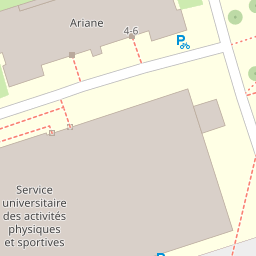 Ariane
4-6
P
Service
universitaire
des activités
physiques
et sportives
P